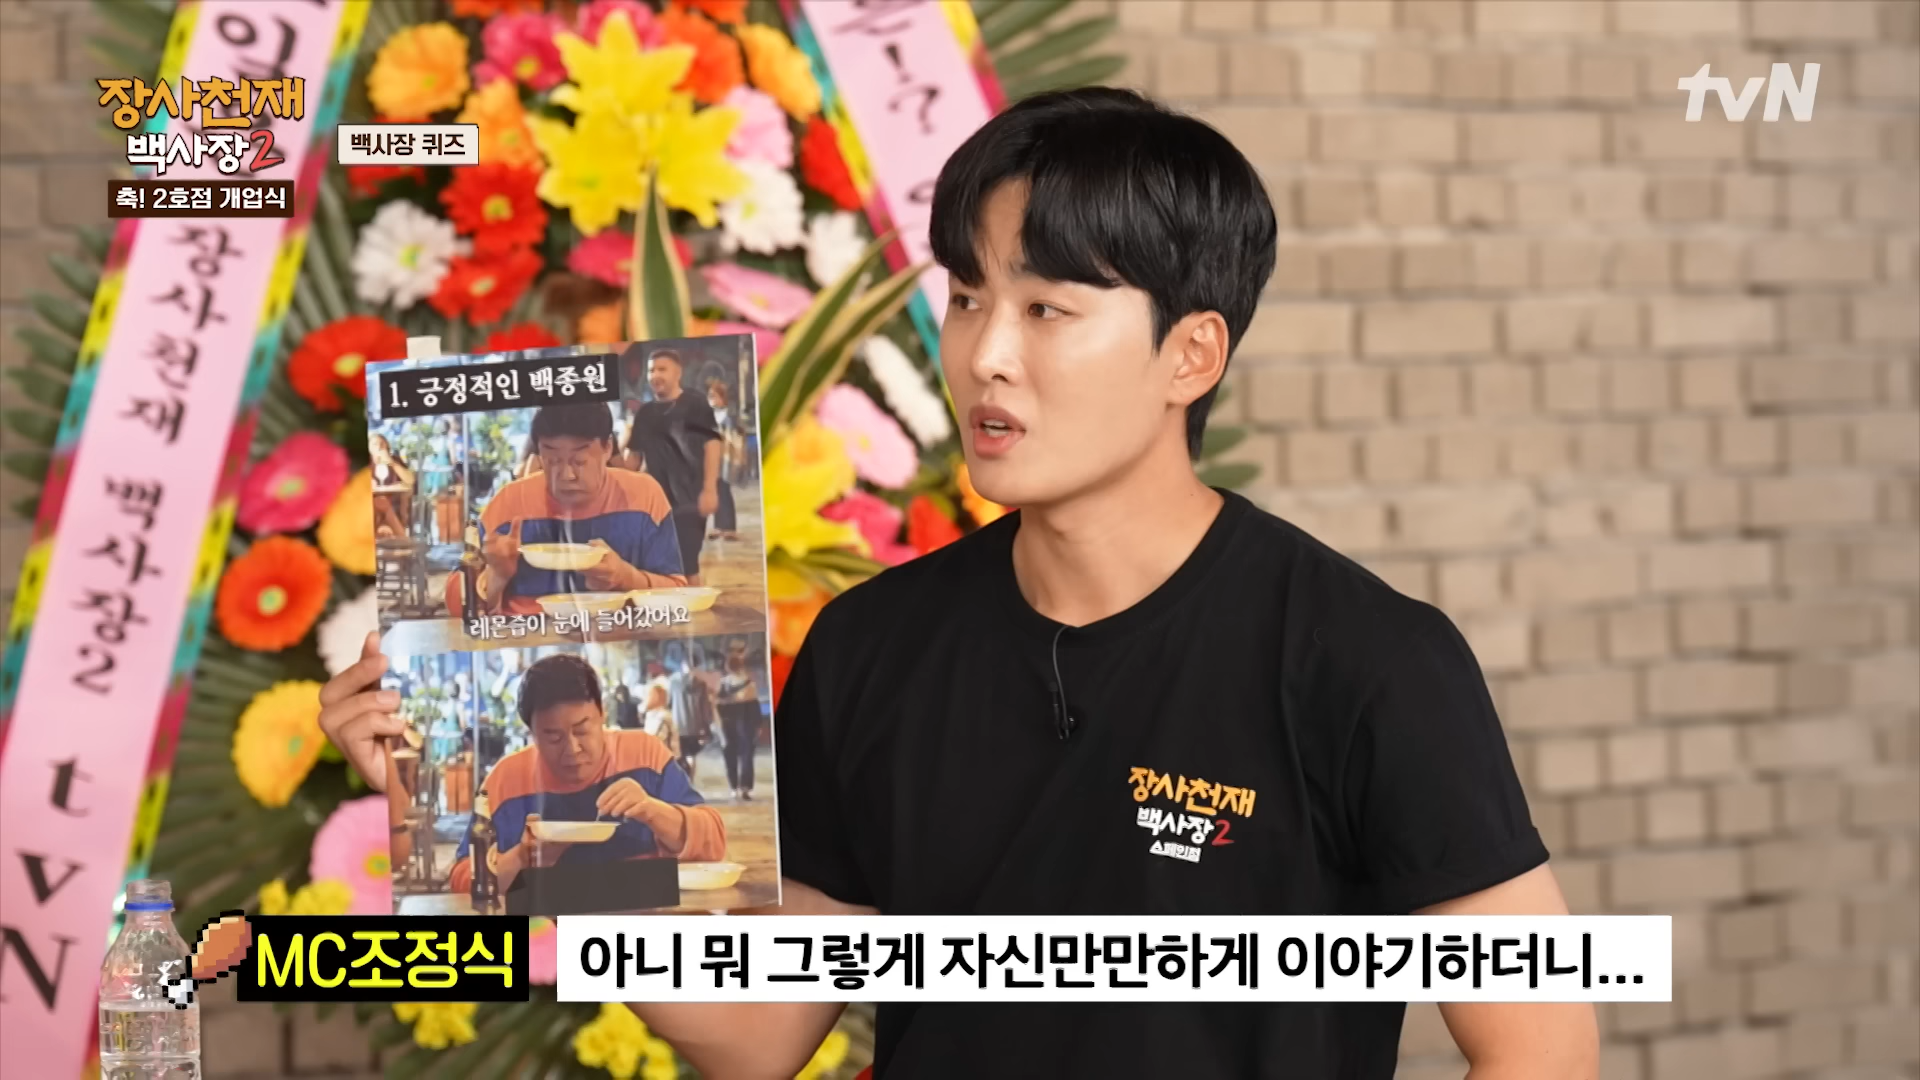 장사천재
백사장2
축! 2호점 개업식
백사장 퀴즈
tvN
장사천재 백사장2 tvN
1. 긍정적인 백종원
레몬즙이 눈에 들어갔어요
장사천재
백사장2
스페인점
MC조정식
아니 뭐 그렇게 자신만만하게 이야기하더니...